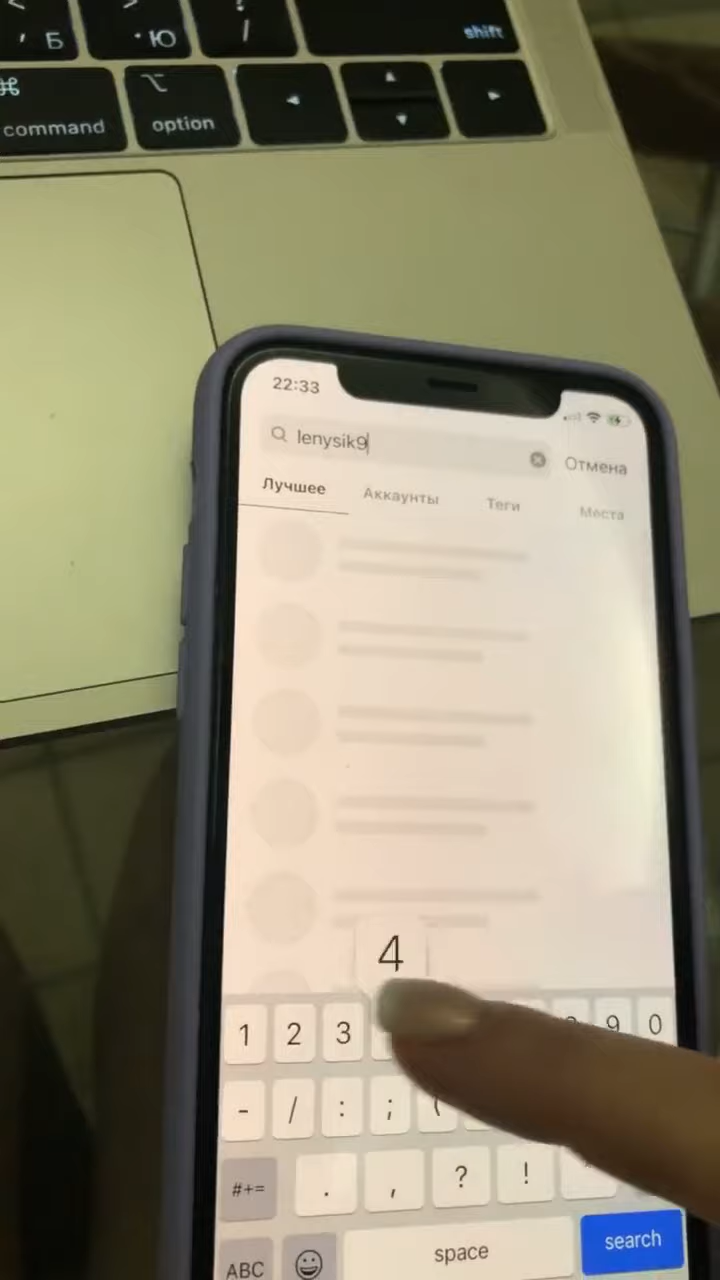 , Б
. Ю
/
shift
⌘
command
⌥
option
◀
▲
▼
▶
22:33
lenysik9
Отмена
Лучшее
Аккаунты
Теги
Места
4
1 2 3 9 0
- / : ; (
#+= . , ? !
ABC space search